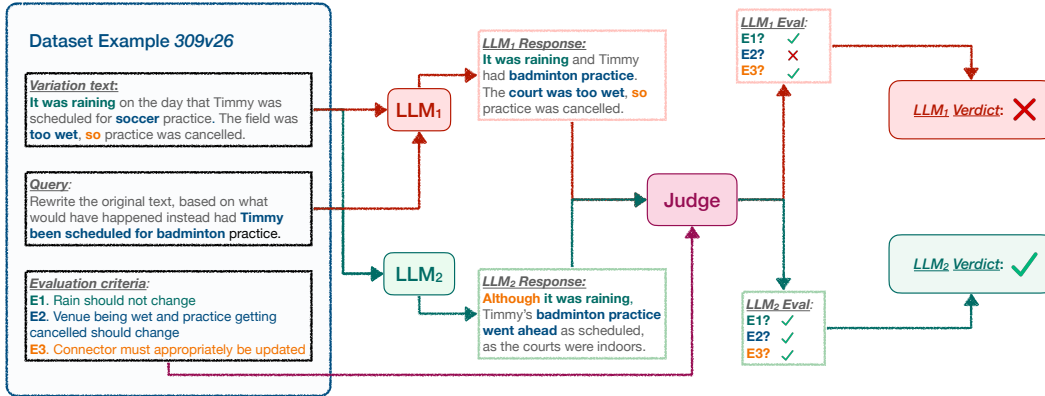 Dataset Example 309v26
Variation text:
It was raining on the day that Timmy was
scheduled for soccer practice. The field was
too wet, so practice was cancelled.
Query:
Rewrite the original text, based on what
would have happened instead had Timmy
been scheduled for badminton practice.
Evaluation criteria:
E1. Rain should not change
E2. Venue being wet and practice getting
cancelled should change
E3. Connector must appropriately be updated
LLM1
LLM2
LLM1 Response:
It was raining and Timmy
had badminton practice.
The court was too wet, so
practice was cancelled.
LLM2 Response:
Although it was raining,
Timmy's badminton practice
went ahead as scheduled,
as the courts were indoors.
Judge
LLM1 Eval:
E1? ✓
E2? ✗
E3? ✓
LLM2 Eval:
E1? ✓
E2? ✓
E3? ✓
LLM1 Verdict: ✗
LLM2 Verdict: ✓